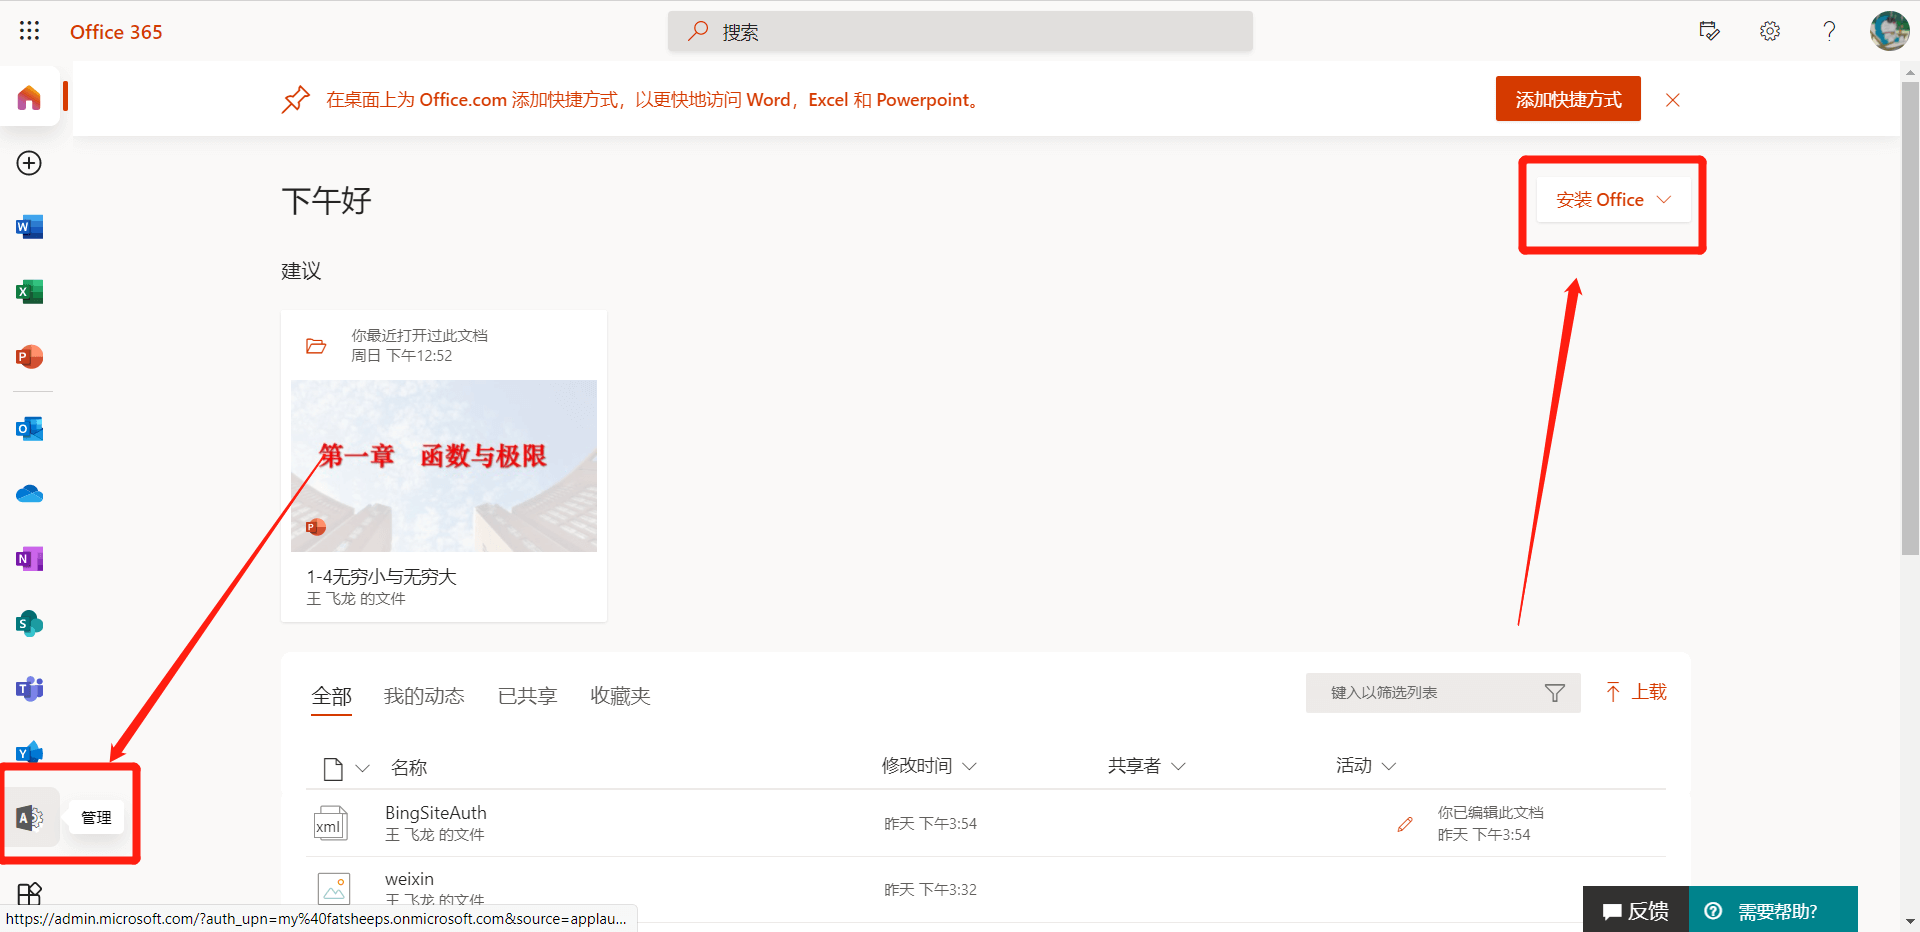 Office 365
搜索
在桌面上为 Office.com 添加快捷方式，以更快地访问 Word，Excel 和 Powerpoint。
添加快捷方式
下午好
安装 Office
建议
你最近打开过此文档
周日 下午12:52
第一章 函数与极限
1-4无穷小与无穷大
王 飞龙 的文件
全部 我的动态 已共享 收藏夹
键入以筛选列表
上载
名称 修改时间 共享者 活动
xml
BingSiteAuth
王 飞龙 的文件
昨天 下午3:54
你已编辑此文档
昨天 下午3:54
管理
weixin
王 飞龙 的文件
昨天 下午3:32
https://admin.microsoft.com/?auth_upn=my%40fatsheeps.onmicrosoft.com&source=applau...
反馈
需要帮助?